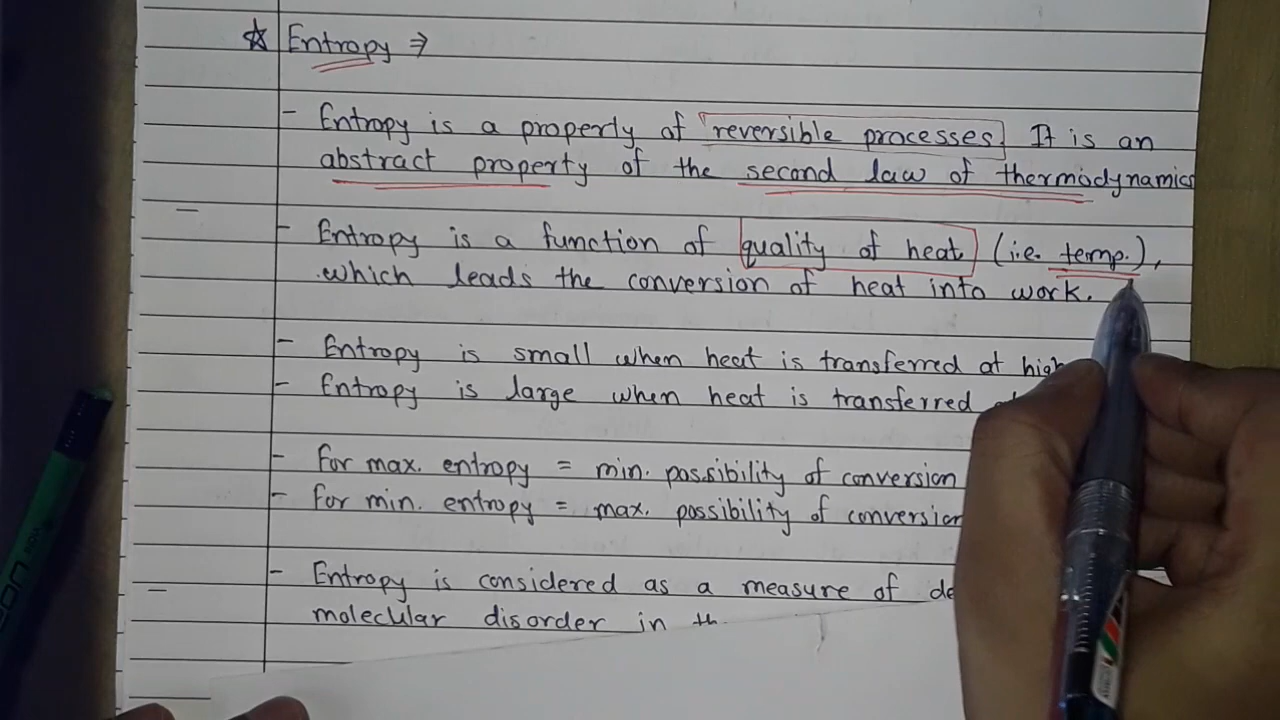 ☆ Entropy ⇒
- Entropy is a property of reversible processes. It is an
abstract property of the second law of thermodynamics
- Entropy is a function of quality of heat (i.e. temp.),
which leads the conversion of heat into work.
- Entropy is small when heat is transferred at high
- Entropy is large when heat is transferred
- For max. entropy = min. possibility of conversion
- For min. entropy = max. possibility of conversion
- Entropy is considered as a measure of de
molecular disorder in th